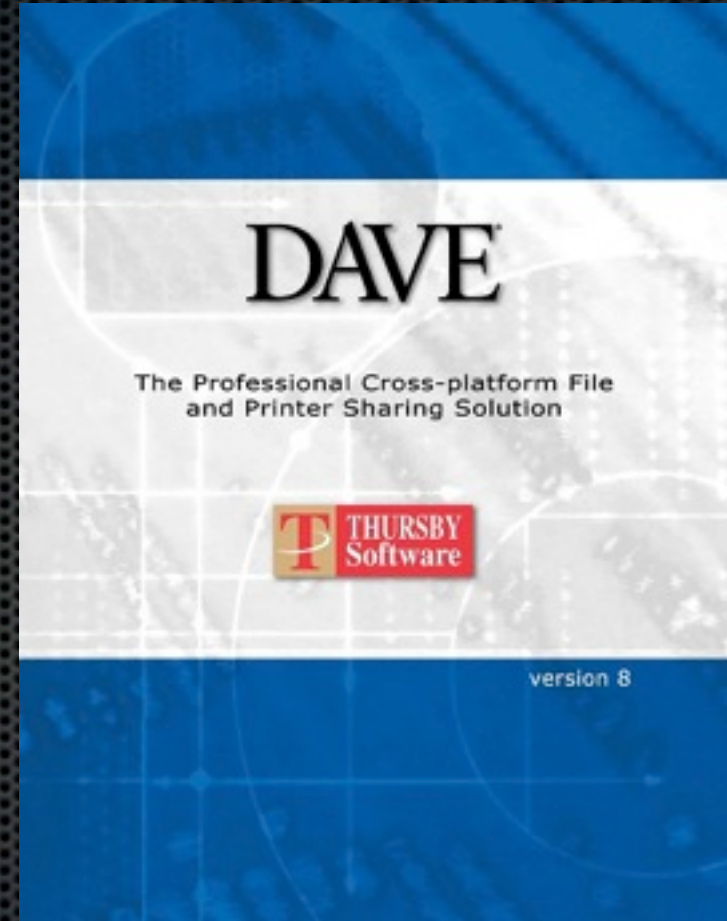 DAVE
The Professional Cross-platform File
and Printer Sharing Solution
T THURSBY
Software
version 8